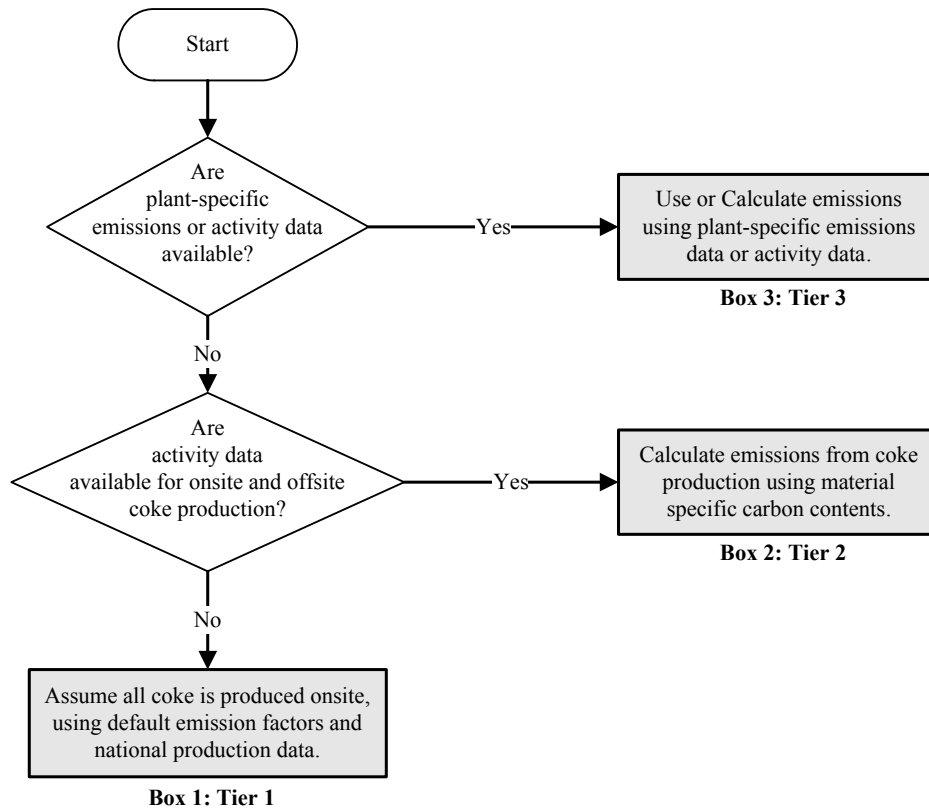 Start
Are
plant-specific
emissions or activity data
available?
Yes
Use or Calculate emissions
using plant-specific emissions
data or activity data.
Box 3: Tier 3
No
Are
activity data
available for onsite and offsite
coke production?
Yes
Calculate emissions from coke
production using material
specific carbon contents.
Box 2: Tier 2
No
Assume all coke is produced onsite,
using default emission factors and
national production data.
Box 1: Tier 1